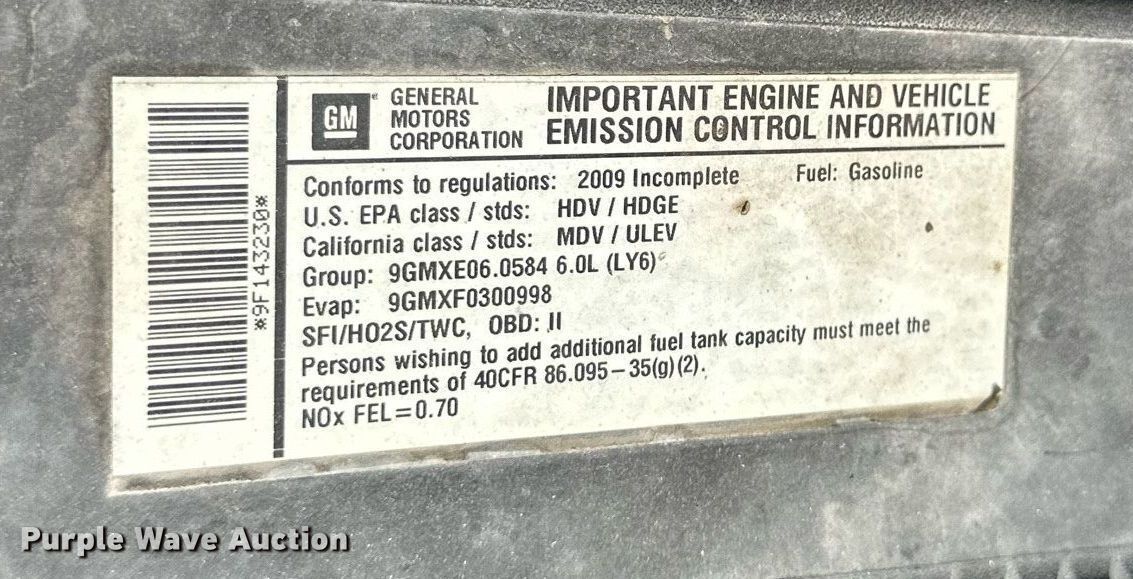 GM
GENERAL
MOTORS
CORPORATION
IMPORTANT ENGINE AND VEHICLE
EMISSION CONTROL INFORMATION
Conforms to regulations: 2009 Incomplete Fuel: Gasoline
U.S. EPA class / stds: HDV / HDGE
California class / stds: MDV / ULEV
Group: 9GMXE06.0584 6.0L (LY6)
Evap: 9GMXF0300998
SFI/HO2S/TWC, OBD: II
Persons wishing to add additional fuel tank capacity must meet the
requirements of 40CFR 86.095–35(g)(2).
NOx FEL=0.70
*9F143230*
Purple Wave Auction